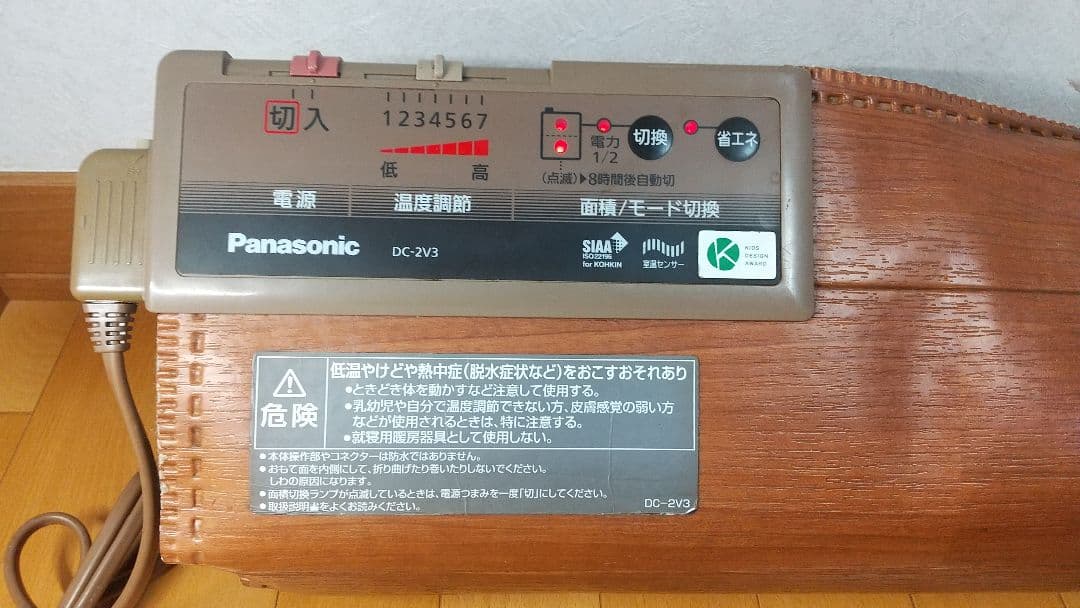 切 入
1 2 3 4 5 6 7
低 高
電力
1/2
切換
省エネ
(点滅)▶8時間後自動切
電源
温度調節
面積/モード切換
Panasonic
DC-2V3
SIAA
ISO22196
for KOHKIN
室温センサー
KIDS
DESIGN
AWARD
危険
低温やけどや熱中症(脱水症状など)をおこすおそれあり
●ときどき体を動かすなど注意して使用する。
●乳幼児や自分で温度調節できない方、皮膚感覚の弱い方
などが使用されるときは、特に注意する。
●就寝用暖房器具として使用しない。
●本体操作部やコネクターは防水ではありません。
●おもて面を内側にして、折り曲げたり巻いたりしないでください。
しわの原因になります。
●面積切換ランプが点滅しているときは、電源つまみを一度「切」にしてください。
●取扱説明書をよくお読みください。
DC-2V3